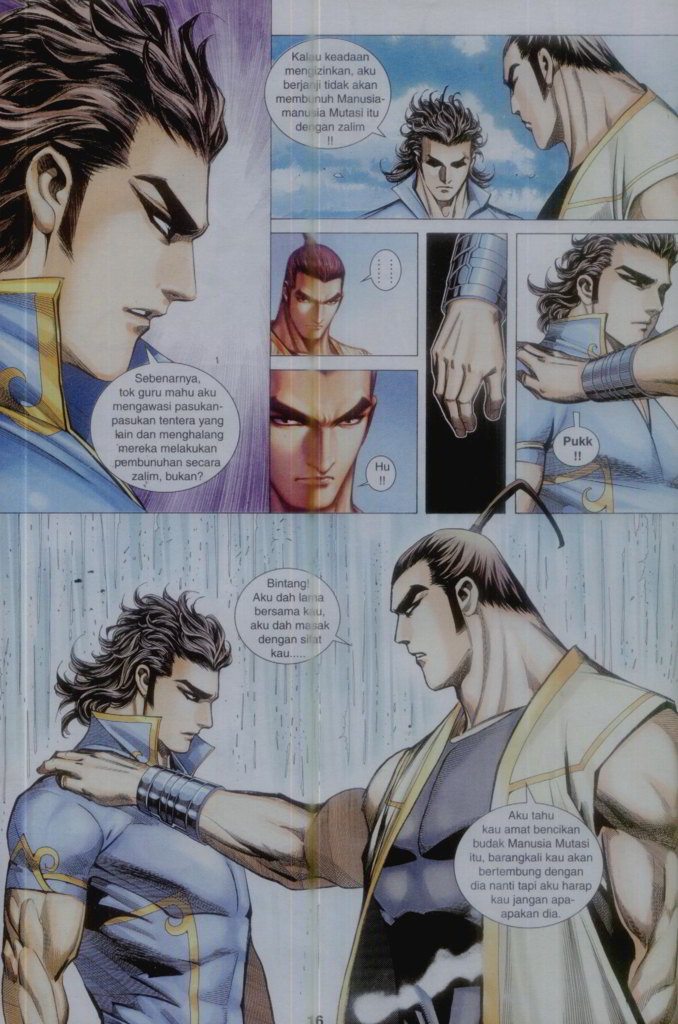 Kalau keadaan
mengizinkan, aku
berjanji tidak akan
membunuh Manusia-
manusia Mutasi itu
dengan zalim
!!
1
Sebenarnya,
tok guru mahu aku
mengawasi pasukan-
pasukan tentera yang
lain dan menghalang
mereka melakukan
pembunuhan secara
zalim, bukan?
......
Hu
!!
Pukk
!!
Bintang!
Aku dah lama
bersama kau,
aku dah masak
dengan sifat
kau.....
Aku tahu
kau amat bencikan
budak Manusia Mutasi
itu, barangkali kau akan
bertembung dengan
dia nanti tapi aku harap
kau jangan apa-
apakan dia.
16